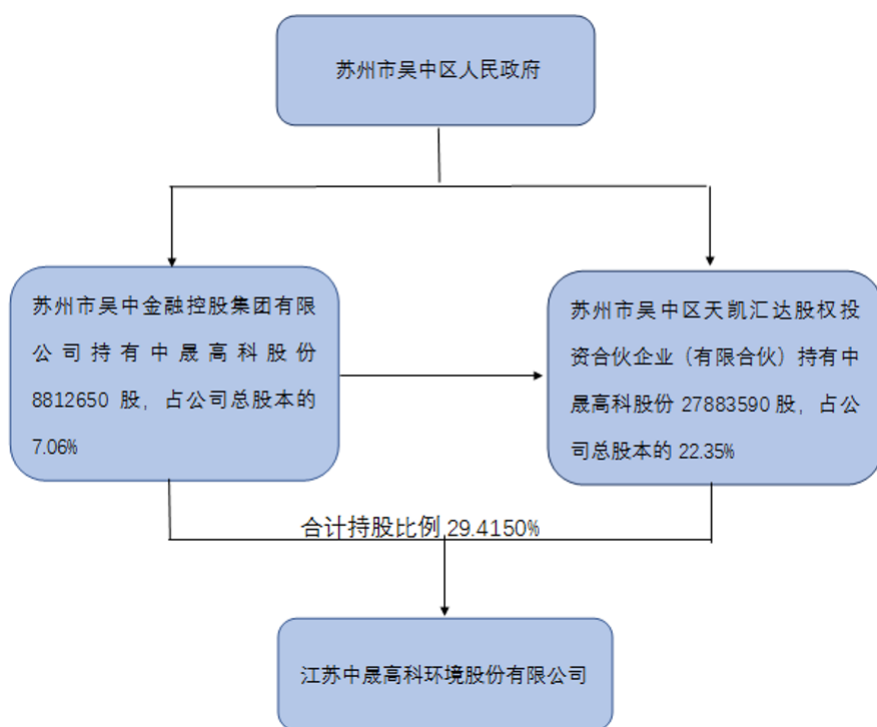 苏州市吴中区人民政府
苏州市吴中金融控股集团有限
公司持有中晟高科股份
8812650 股，占公司总股本的
7.06%
苏州市吴中区天凯汇达股权投
资合伙企业（有限合伙）持有中
晟高科股份 27883590 股，占公
司总股本的 22.35%
合计持股比例 29.4150%
江苏中晟高科环境股份有限公司